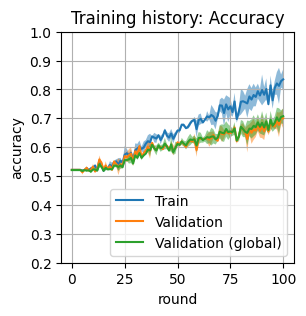 Training history: Accuracy
1.0
0.9
0.8
0.7
0.6
0.5
0.4
0.3
0.2
accuracy
Train
Validation
Validation (global)
0 25 50 75 100
round